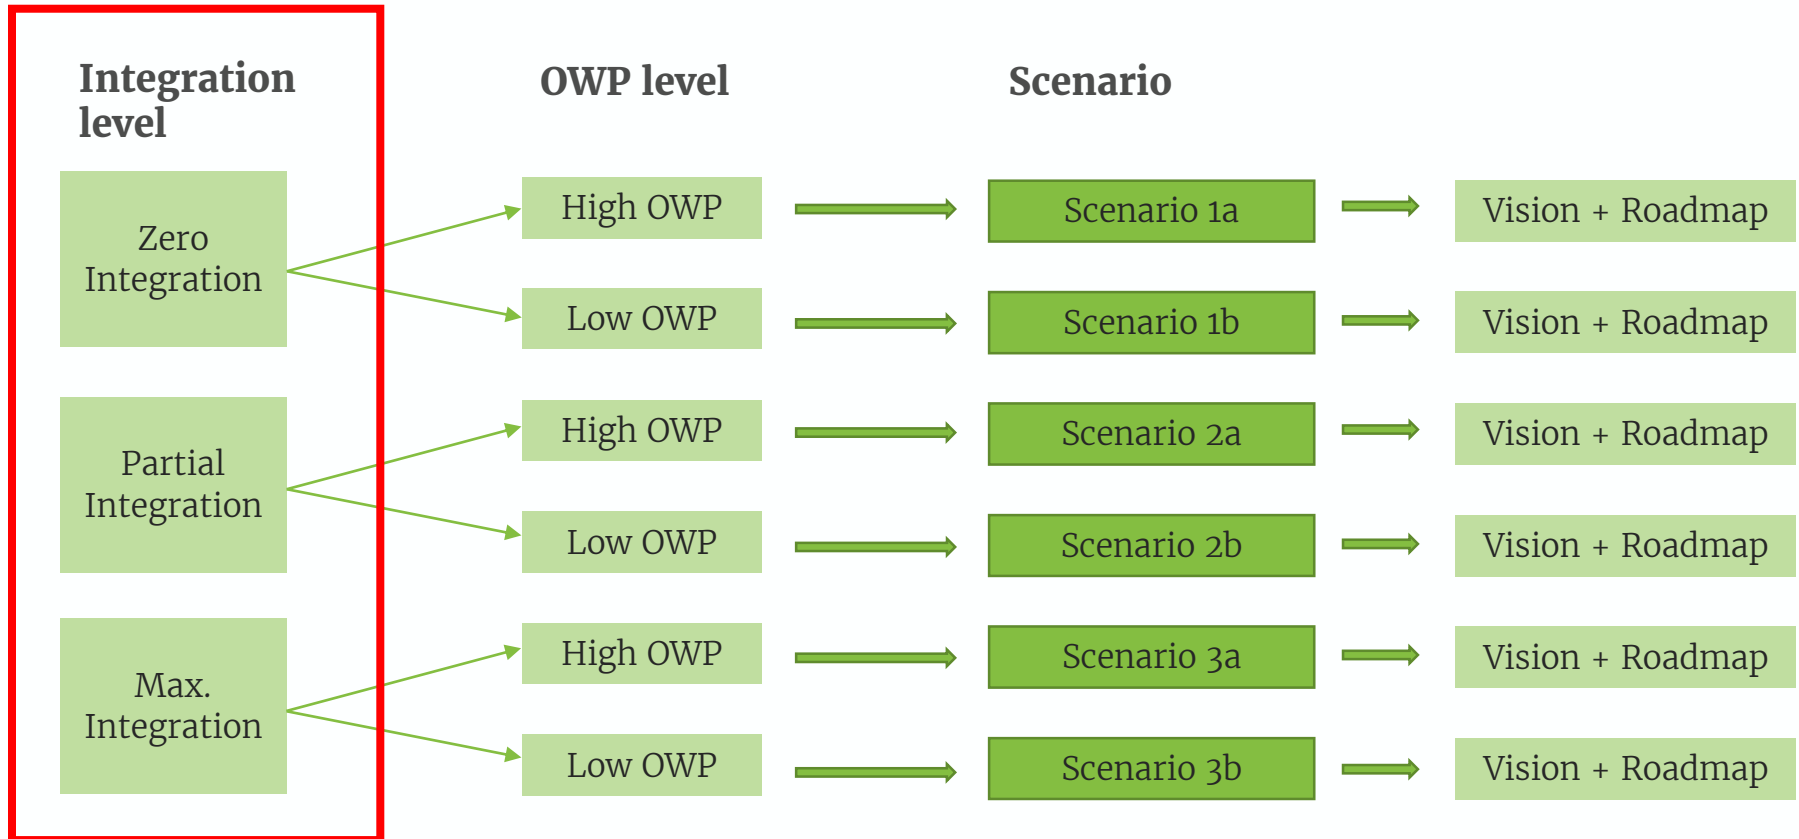 Integration
level
OWP level
Scenario
Zero
Integration
High OWP
Scenario 1a
Vision + Roadmap
Low OWP
Scenario 1b
Vision + Roadmap
Partial
Integration
High OWP
Scenario 2a
Vision + Roadmap
Low OWP
Scenario 2b
Vision + Roadmap
Max.
Integration
High OWP
Scenario 3a
Vision + Roadmap
Low OWP
Scenario 3b
Vision + Roadmap